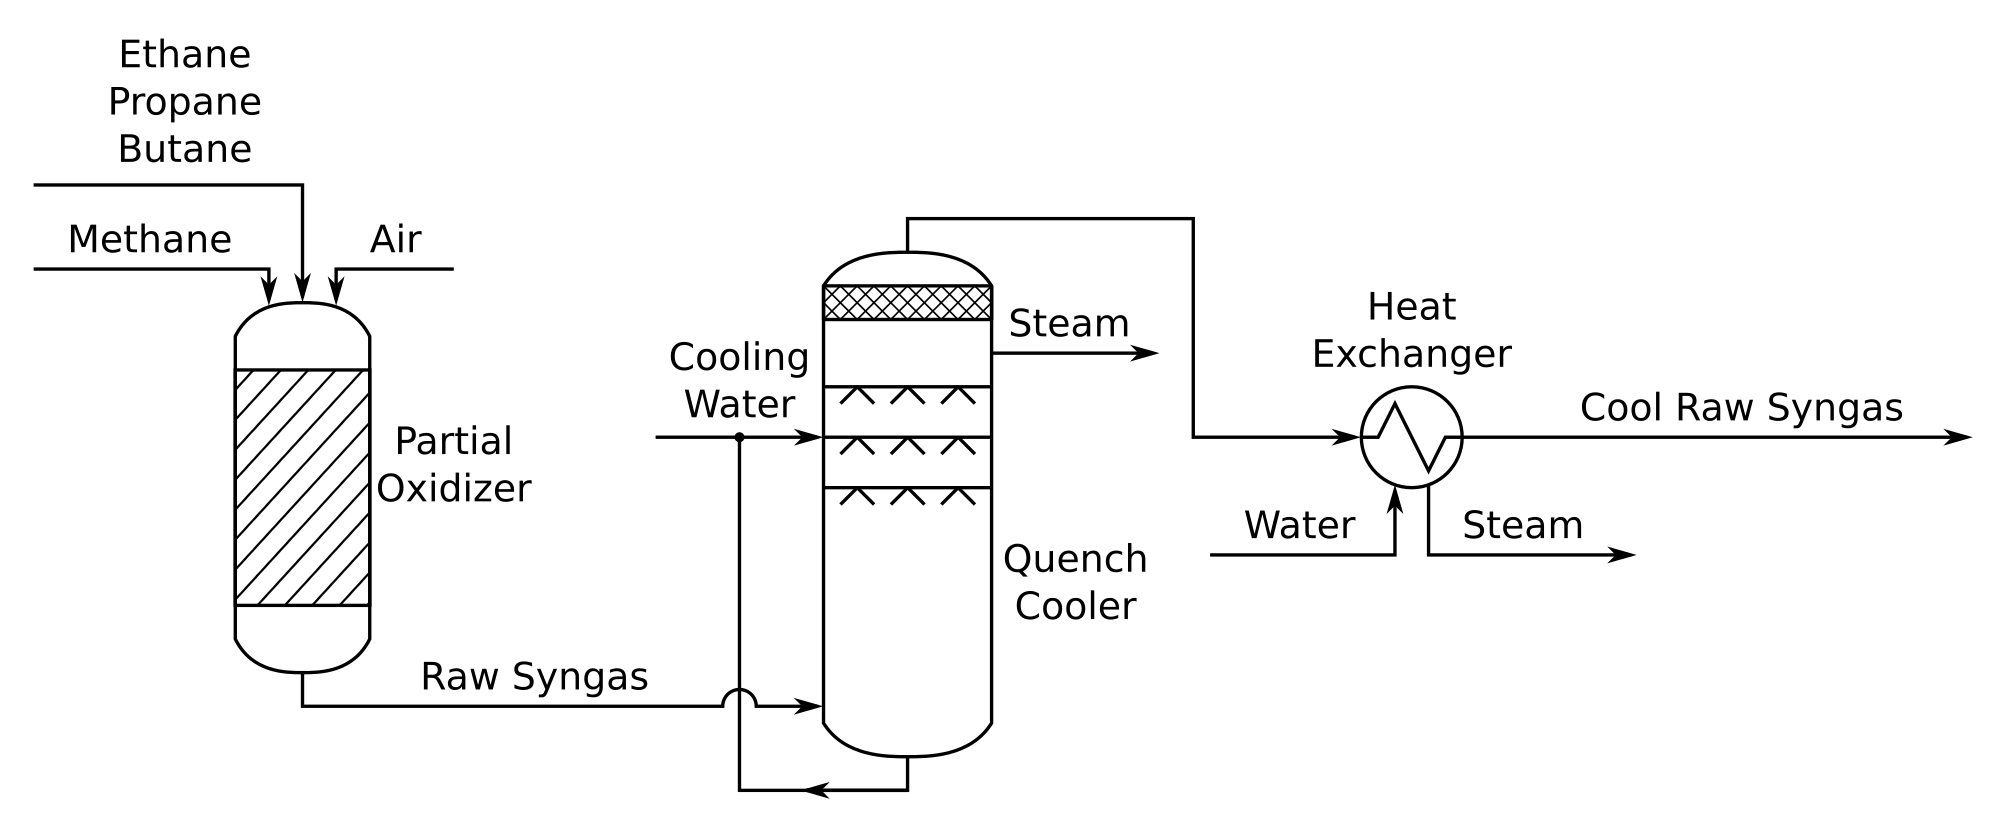 Ethane
Propane
Butane
Methane
Air
Partial
Oxidizer
Raw Syngas
Cooling
Water
Steam
Quench
Cooler
Heat
Exchanger
Water
Steam
Cool Raw Syngas